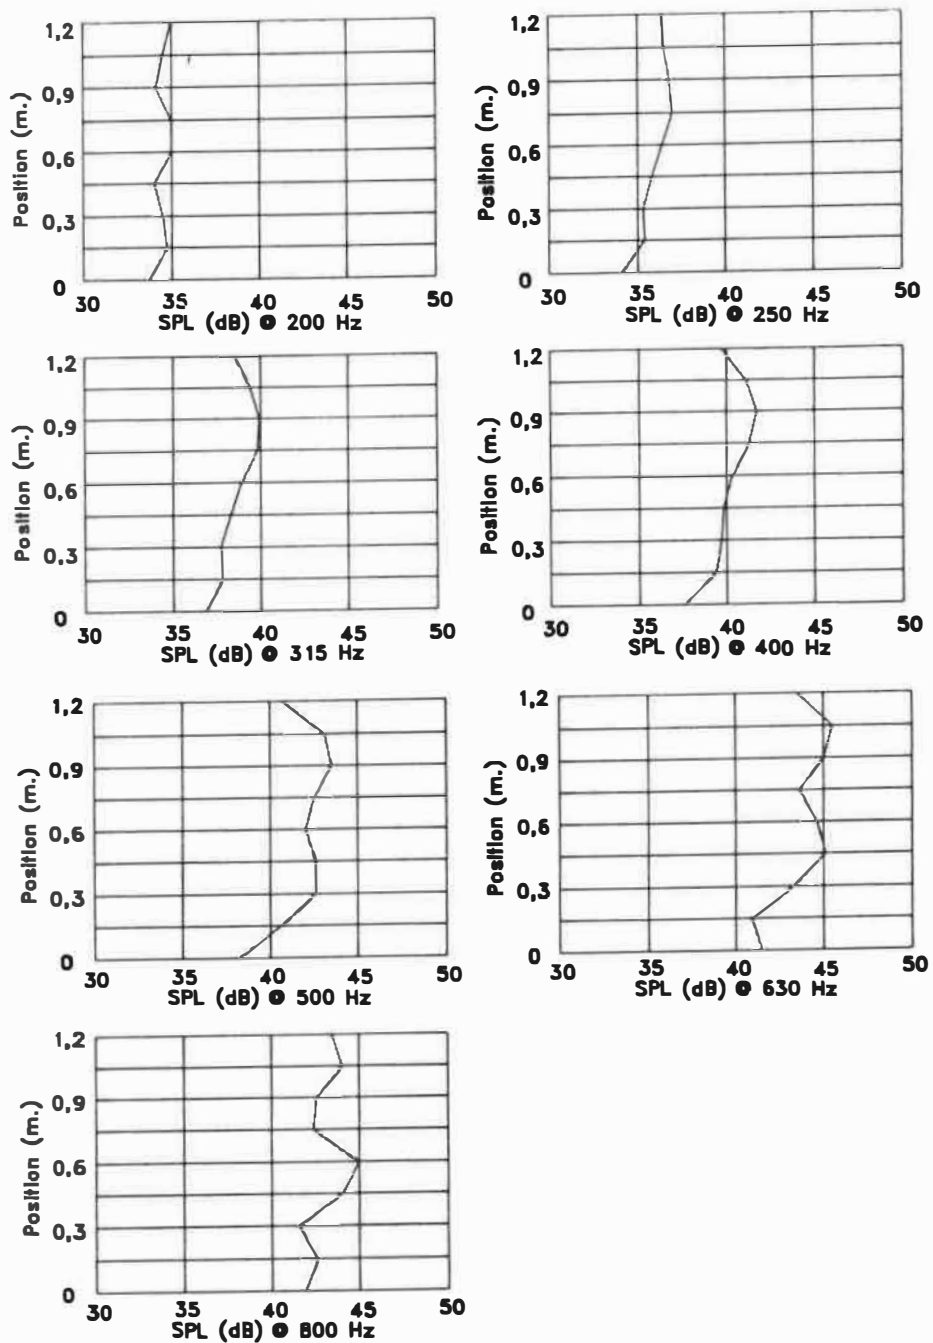 1,2
0,9
0,6
0,3
0
Position (m.)
30 35 40 45 50
SPL (dB) @ 200 Hz
1,2
0,9
0,6
0,3
0
Position (m.)
30 35 40 45 50
SPL (dB) @ 250 Hz
1,2
0,9
0,6
0,3
0
Position (m.)
30 35 40 45 50
SPL (dB) @ 315 Hz
1,2
0,9
0,6
0,3
0
Position (m.)
30 35 40 45 50
SPL (dB) @ 400 Hz
1,2
0,9
0,6
0,3
0
Position (m.)
30 35 40 45 50
SPL (dB) @ 500 Hz
1,2
0,9
0,6
0,3
0
Position (m.)
30 35 40 45 50
SPL (dB) @ 630 Hz
1,2
0,9
0,6
0,3
0
Position (m.)
30 35 40 45 50
SPL (dB) @ 800 Hz